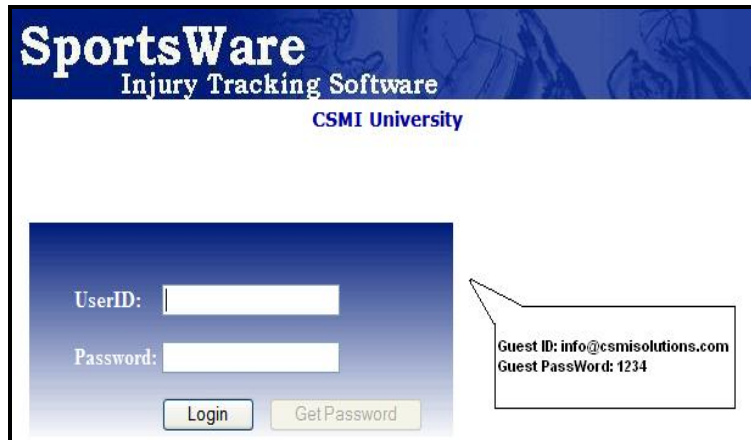 SportsWare
Injury Tracking Software
CSMI University
UserID:
Password:
Login
Get Password
Guest ID: info@csmisolutions.com
Guest PassWord: 1234